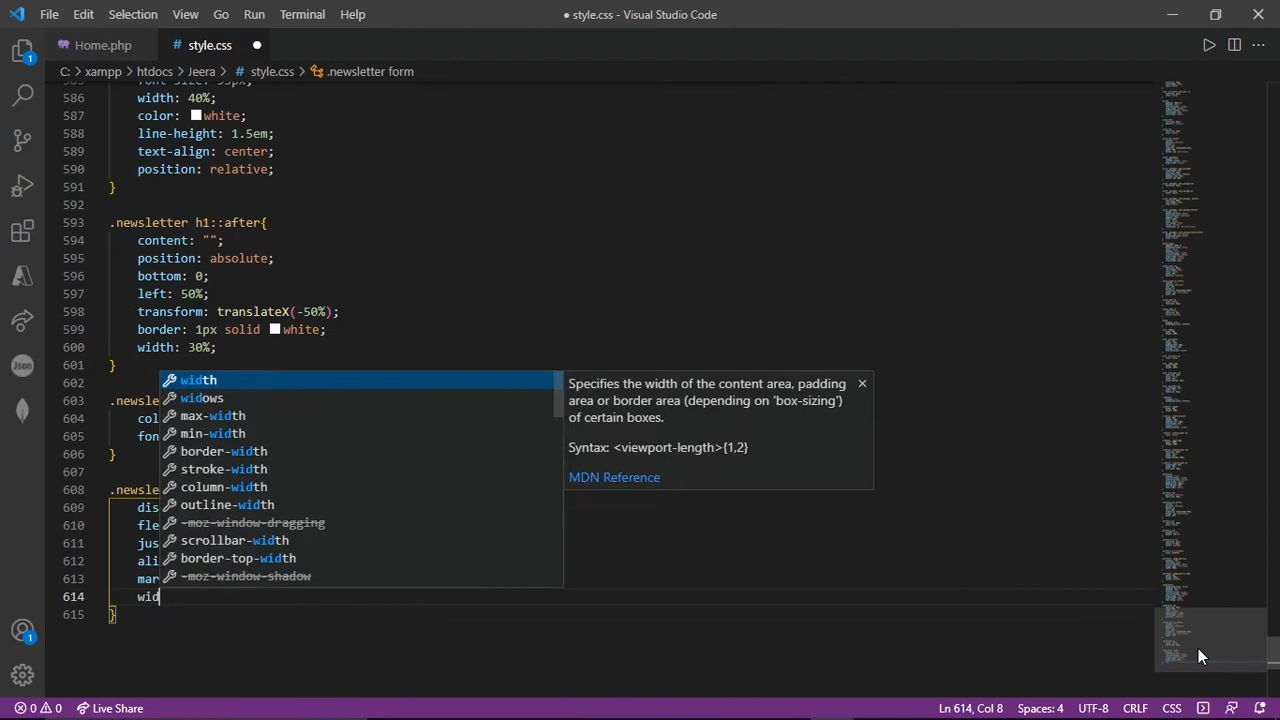 File Edit Selection View Go Run Terminal Help
● style.css - Visual Studio Code
Home.php
# style.css ●
C: > xampp > htdocs > Jeera > # style.css > .newsletter form
586 width: 40%;
587 color: white;
588 line-height: 1.5em;
589 text-align: center;
590 position: relative;
591 }
592
593 .newsletter h1::after{
594 content: "";
595 position: absolute;
596 bottom: 0;
597 left: 50%;
598 transform: translateX(-50%);
599 border: 1px solid white;
600 width: 30%;
601 }
602
603 .newsle
604 col
605 fon
606 }
607
608 .newsle
609 dis
610 fle
611 jus
612 ali
613 mar
614 wid
615 }
width
widows
max-width
min-width
border-width
stroke-width
column-width
outline-width
-moz-window-dragging
scrollbar-width
border-top-width
-moz-window-shadow
Specifies the width of the content area, padding
area or border area (depending on 'box-sizing')
of certain boxes.
Syntax: <viewport-length>{1,2}
MDN Reference
Json
1
1
0 0 Live Share
Ln 614, Col 8 Spaces: 4 UTF-8 CRLF CSS